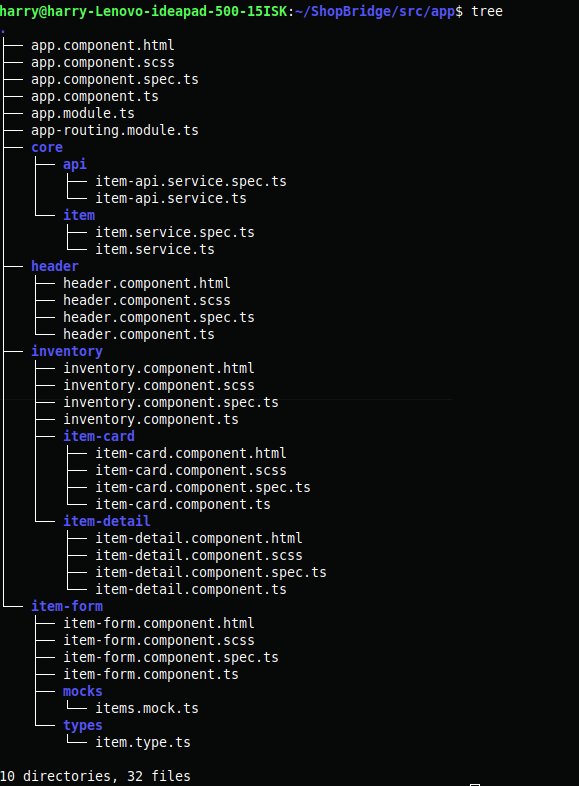 harry@harry-Lenovo-ideapad-500-15ISK:~/ShopBridge/src/app$ tree
.
├── app.component.html
├── app.component.scss
├── app.component.spec.ts
├── app.component.ts
├── app.module.ts
├── app-routing.module.ts
├── core
│   ├── api
│   │   ├── item-api.service.spec.ts
│   │   └── item-api.service.ts
│   └── item
│       ├── item.service.spec.ts
│       └── item.service.ts
├── header
│   ├── header.component.html
│   ├── header.component.scss
│   ├── header.component.spec.ts
│   └── header.component.ts
├── inventory
│   ├── inventory.component.html
│   ├── inventory.component.scss
│   ├── inventory.component.spec.ts
│   ├── inventory.component.ts
│   ├── item-card
│   │   ├── item-card.component.html
│   │   ├── item-card.component.scss
│   │   ├── item-card.component.spec.ts
│   │   └── item-card.component.ts
│   └── item-detail
│       ├── item-detail.component.html
│       ├── item-detail.component.scss
│       ├── item-detail.component.spec.ts
│       └── item-detail.component.ts
└── item-form
    ├── item-form.component.html
    ├── item-form.component.scss
    ├── item-form.component.spec.ts
    ├── item-form.component.ts
    ├── mocks
    │   └── items.mock.ts
    └── types
        └── item.type.ts

10 directories, 32 files